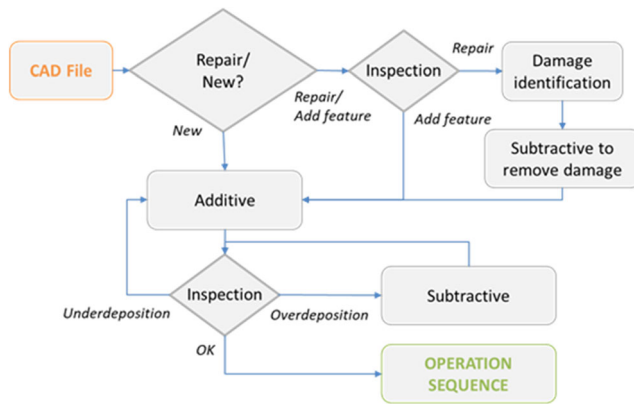 CAD File
Repair/
New?
Repair/
Add feature
New
Inspection
Repair
Add feature
Damage
identification
Subtractive to
remove damage
Additive
Inspection
Underdeposition
Overdeposition
Subtractive
OK
OPERATION
SEQUENCE